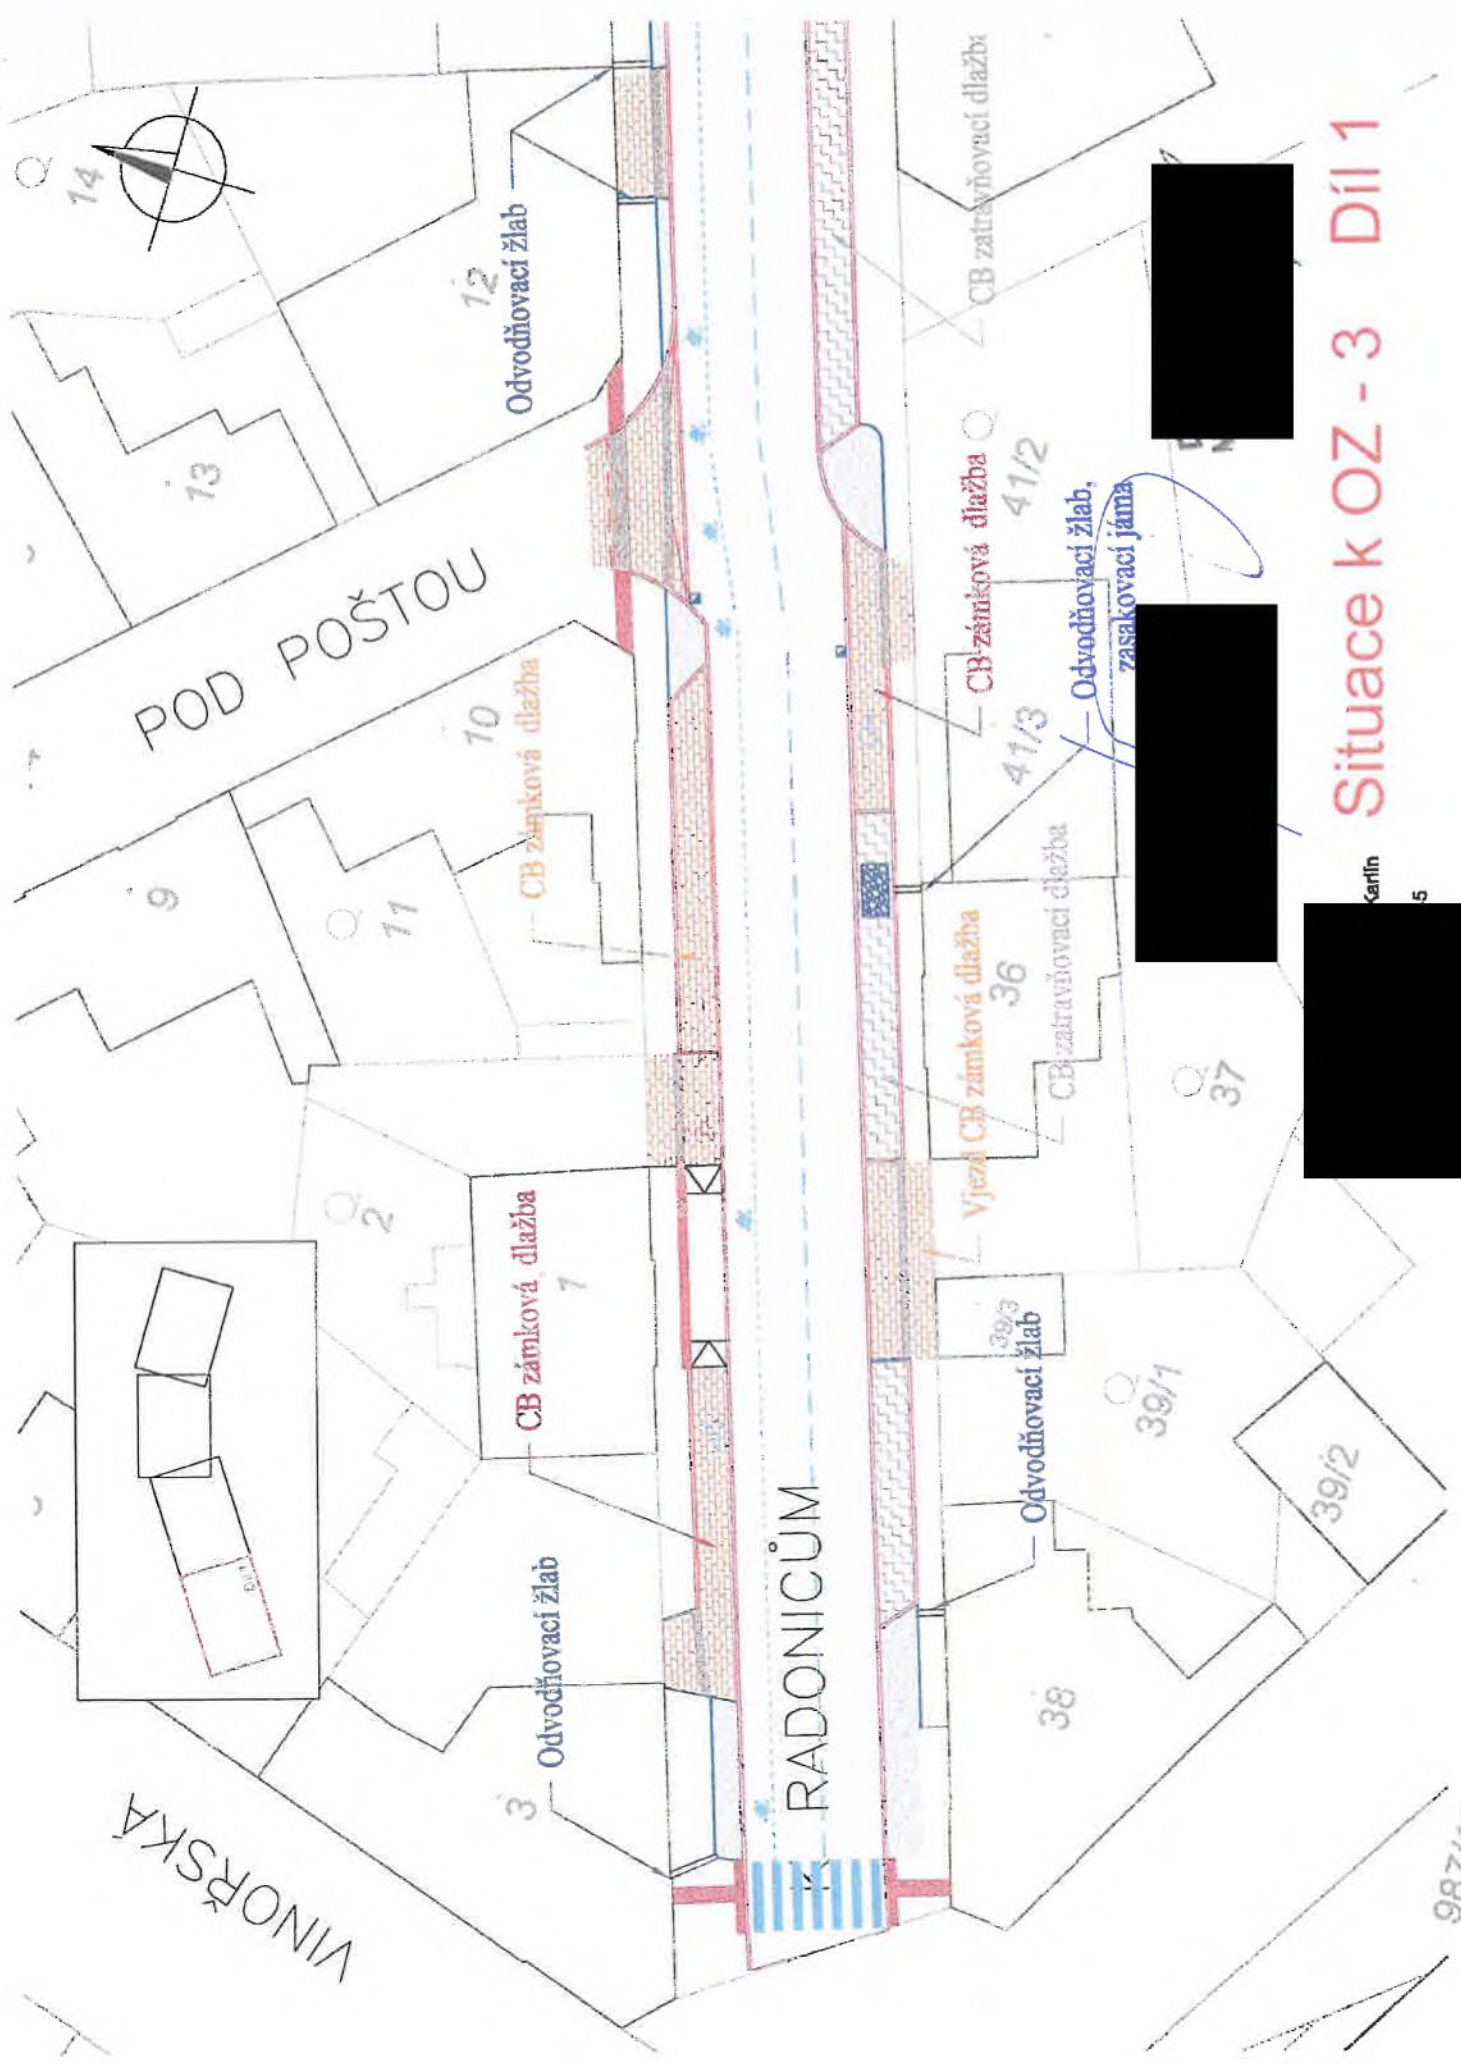 14
13
12
Odvodňovací žlab
CB zatravňovací dlažba
POD POŠTOU
10
CB zámková dlažba
9
11
CB zámková dlažba
41/2
Odvodňovací žlab,
zasakovací jáma
41/3
36
Vjezd CB zámková dlažba
CB zatravňovací dlažba
37
2
1
CB zámková dlažba
39/3
Odvodňovací žlab
39/1
39/2
38
Díl 1
3
Odvodňovací žlab
K RADONICŮM
VINOŘSKÁ
Karlín
5
Situace k OZ - 3 Díl 1